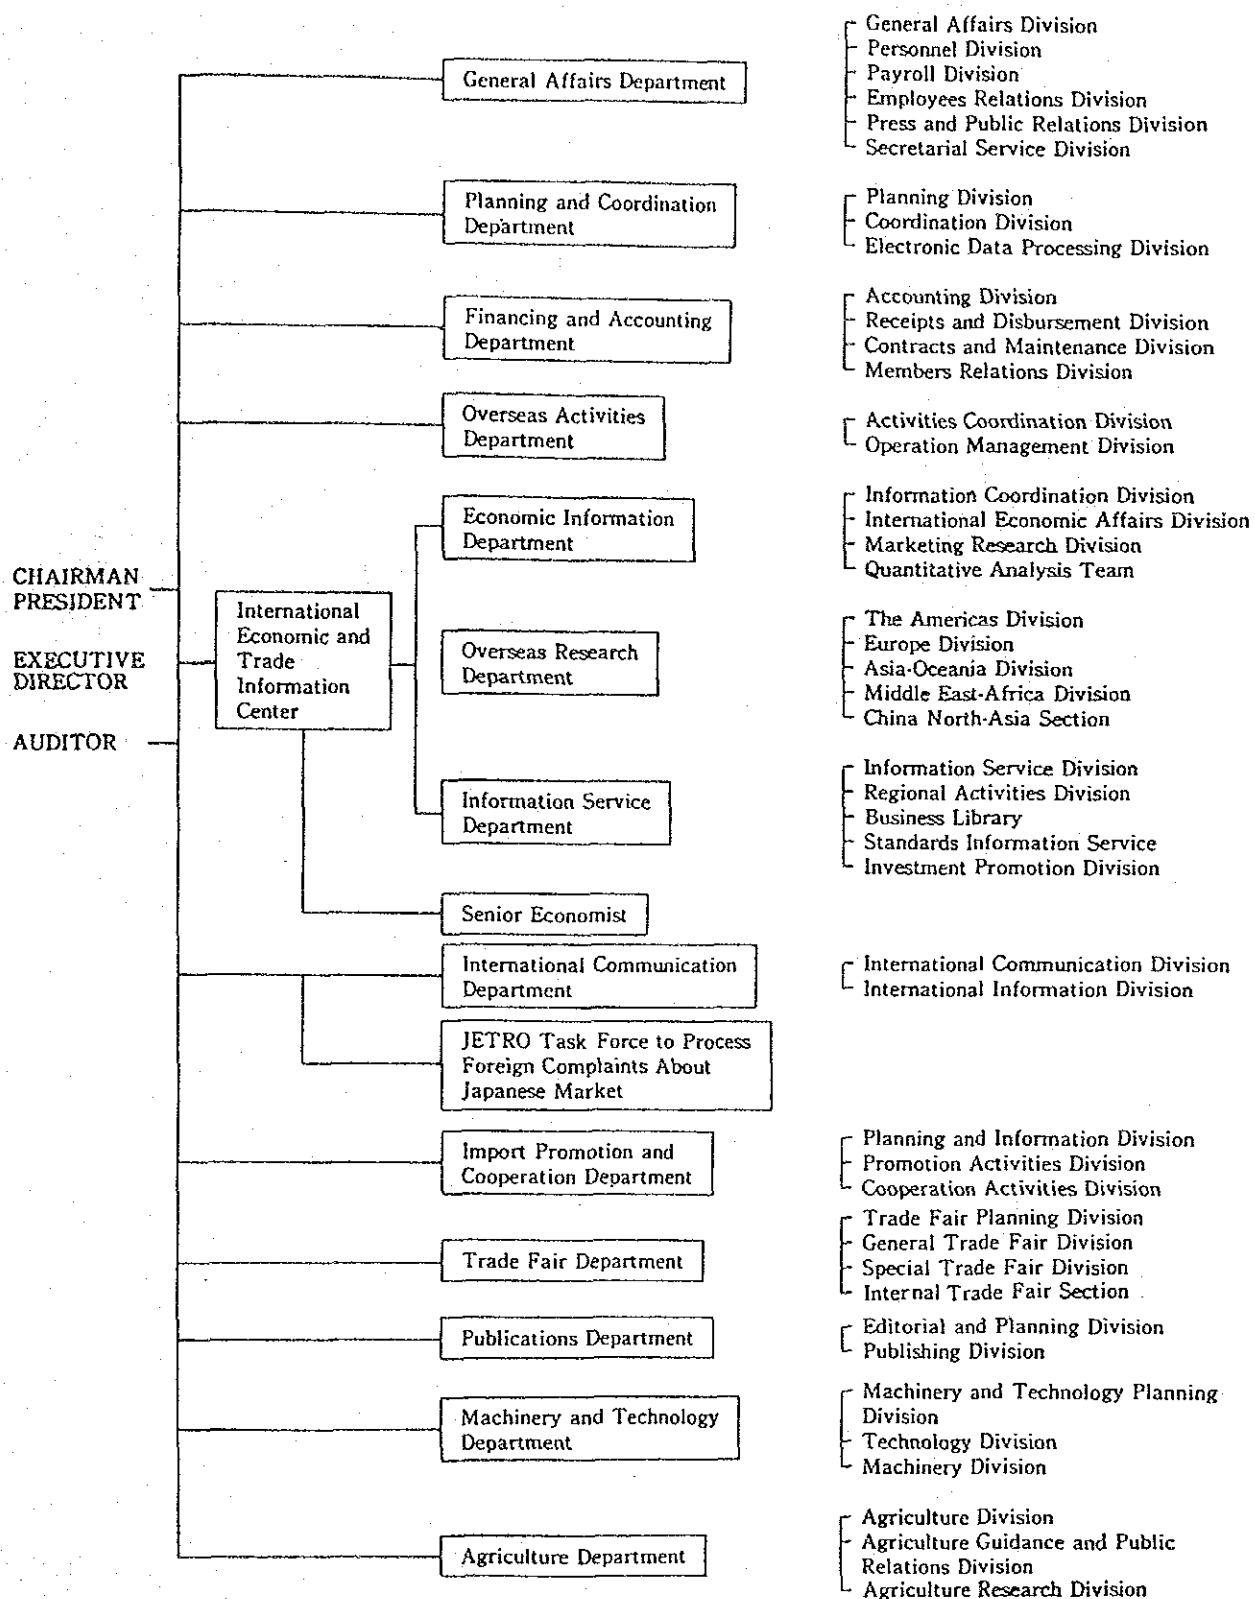 General Affairs Department
General Affairs Division
Personnel Division
Payroll Division
Employees Relations Division
Press and Public Relations Division
Secretarial Service Division
Planning and Coordination
Department
Planning Division
Coordination Division
Electronic Data Processing Division
Financing and Accounting
Department
Accounting Division
Receipts and Disbursement Division
Contracts and Maintenance Division
Members Relations Division
Overseas Activities
Department
Activities Coordination Division
Operation Management Division
CHAIRMAN
PRESIDENT
EXECUTIVE
DIRECTOR
AUDITOR
International
Economic and
Trade
Information
Center
Economic Information
Department
Information Coordination Division
International Economic Affairs Division
Marketing Research Division
Quantitative Analysis Team
Overseas Research
Department
The Americas Division
Europe Division
Asia-Oceania Division
Middle East-Africa Division
China North-Asia Section
Information Service
Department
Information Service Division
Regional Activities Division
Business Library
Standards Information Service
Investment Promotion Division
Senior Economist
International Communication
Department
International Communication Division
International Information Division
JETRO Task Force to Process
Foreign Complaints About
Japanese Market
Import Promotion and
Cooperation Department
Planning and Information Division
Promotion Activities Division
Cooperation Activities Division
Trade Fair Department
Trade Fair Planning Division
General Trade Fair Division
Special Trade Fair Division
Internal Trade Fair Section
Publications Department
Editorial and Planning Division
Publishing Division
Machinery and Technology
Department
Machinery and Technology Planning
Division
Technology Division
Machinery Division
Agriculture Department
Agriculture Division
Agriculture Guidance and Public
Relations Division
Agriculture Research Division